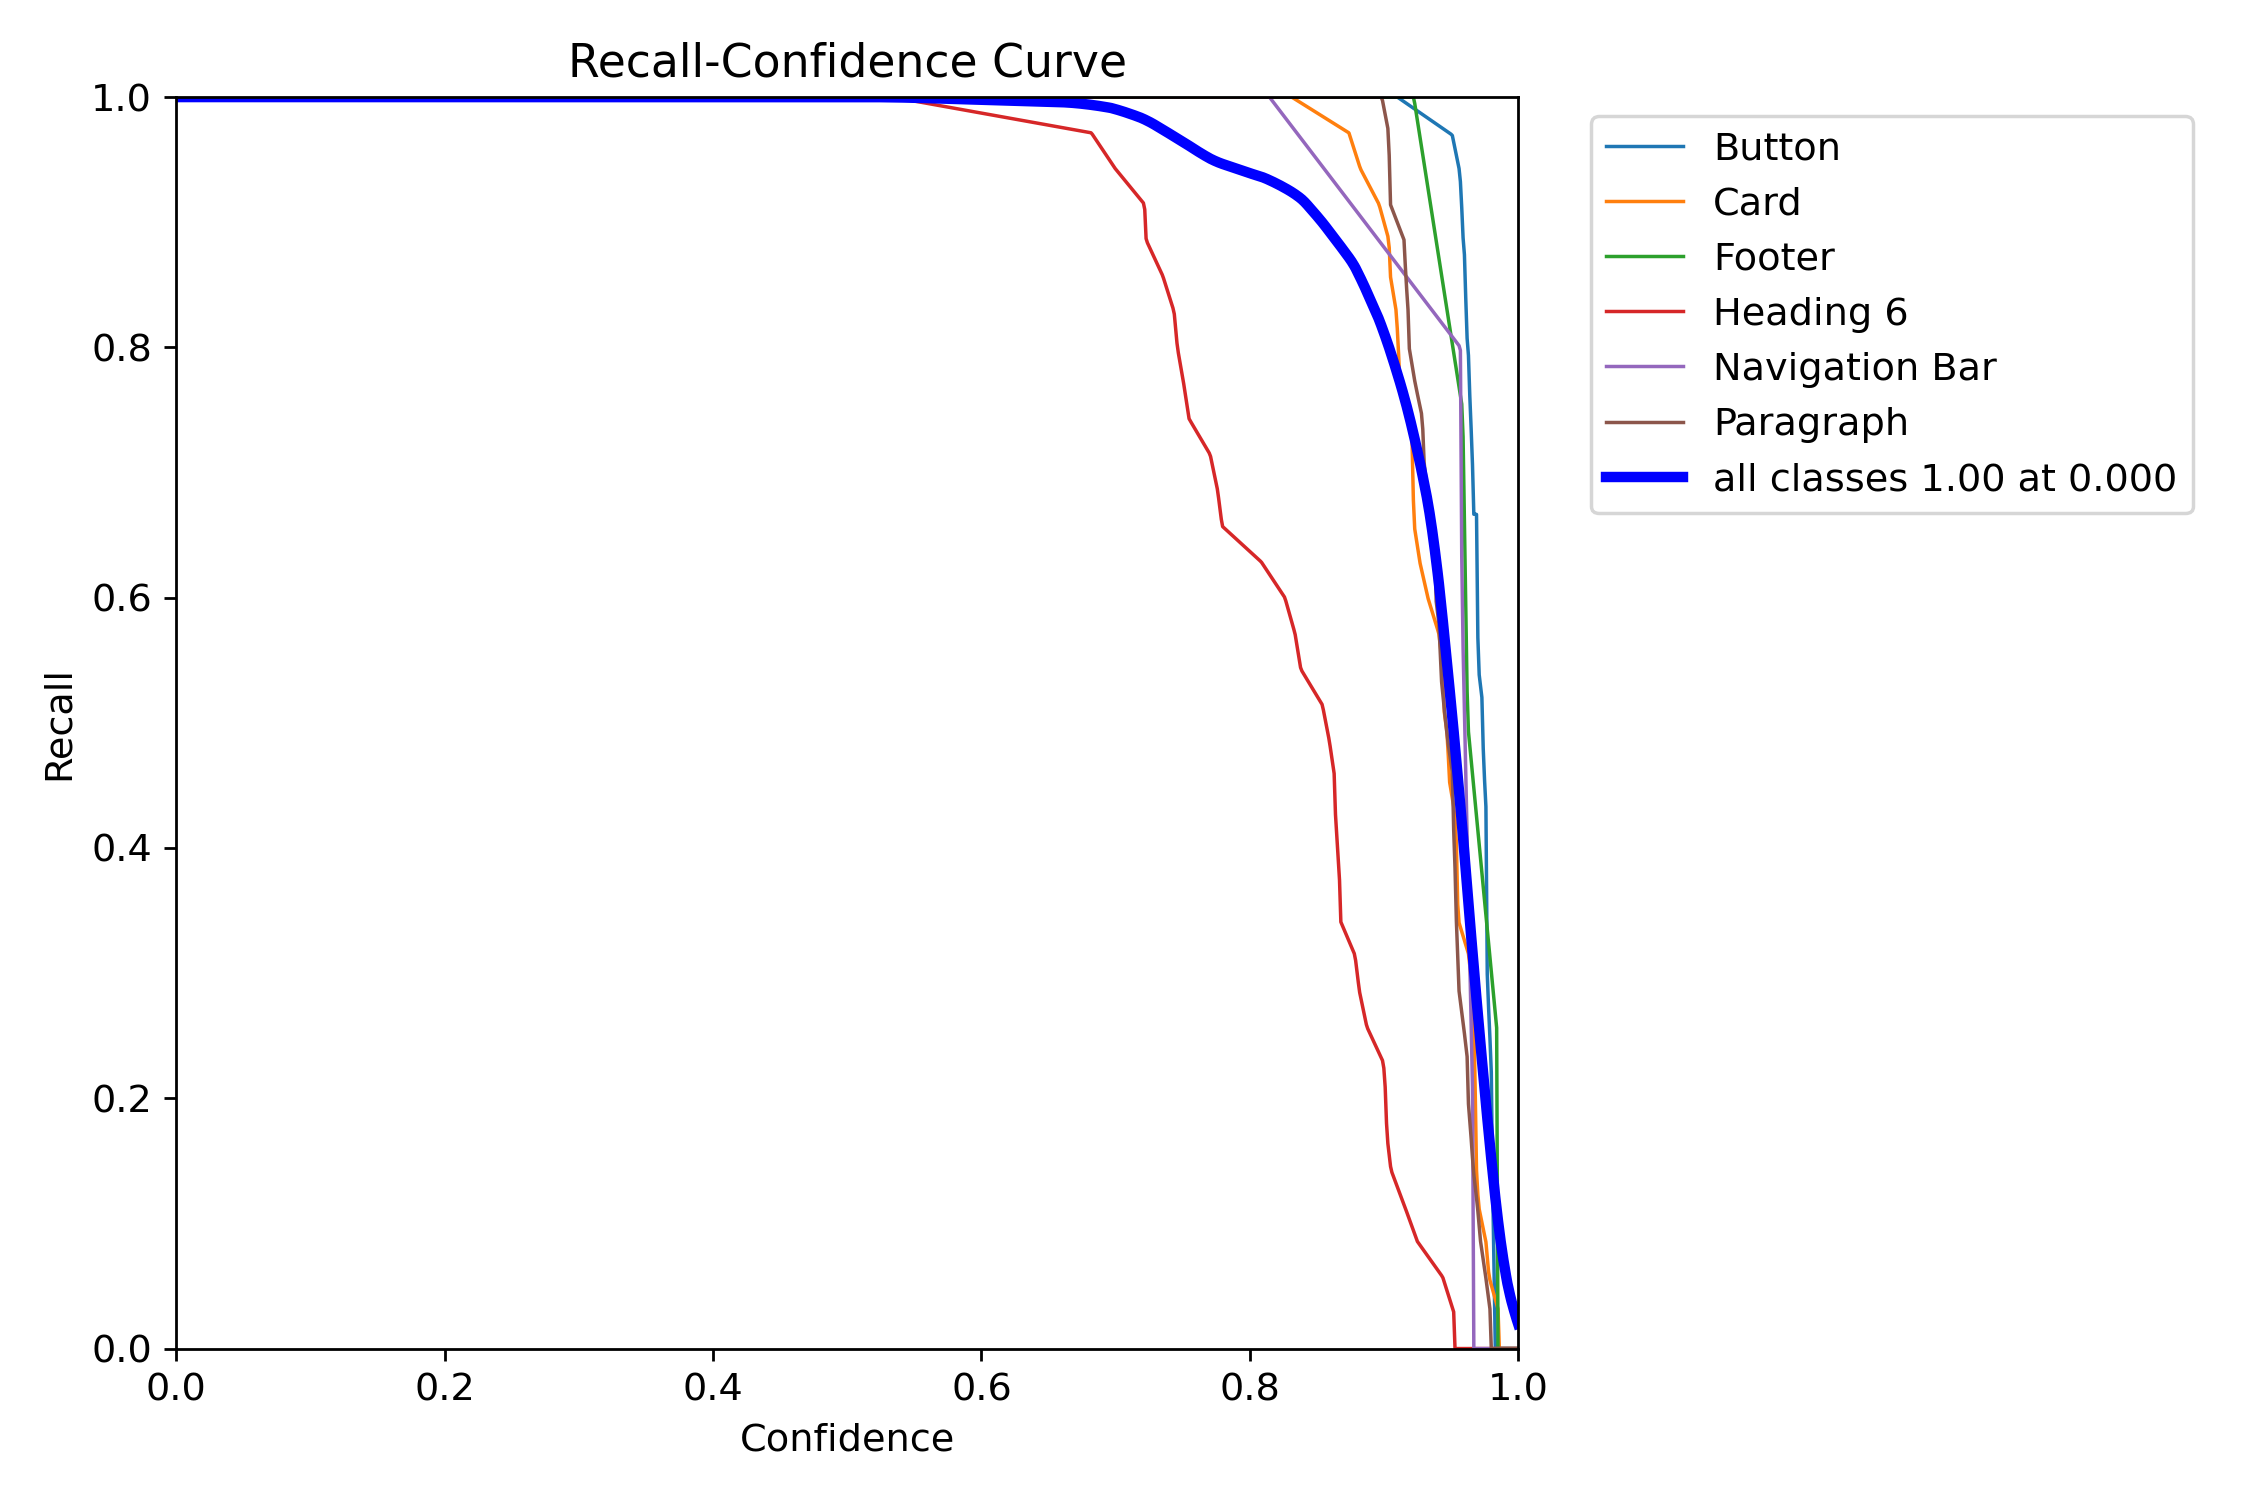 Recall-Confidence Curve
1.0
0.8
0.6
0.4
0.2
0.0
Recall
0.0 0.2 0.4 0.6 0.8 1.0
Confidence
Button
Card
Footer
Heading 6
Navigation Bar
Paragraph
all classes 1.00 at 0.000